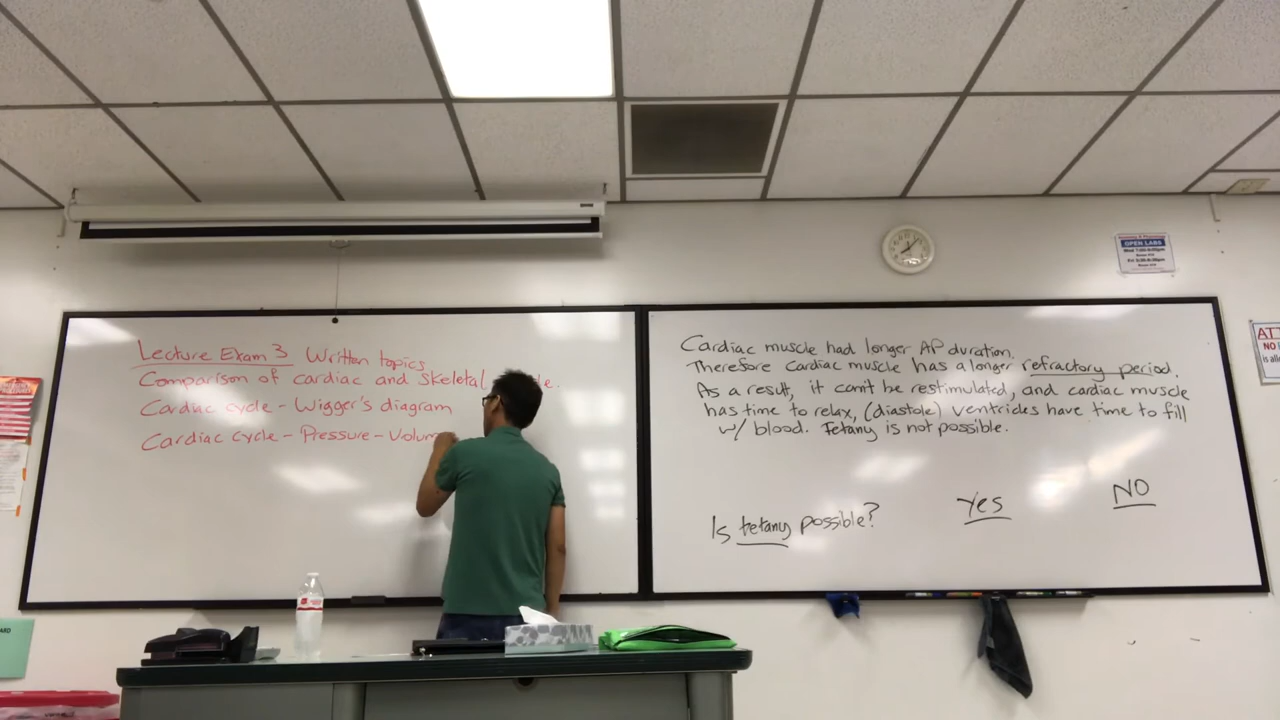 Lecture Exam 3 Written topics
Comparison of cardiac and skeletal
Cardiac cycle - Wigger's diagram
Cardiac cycle - Pressure - Volum
Cardiac muscle had longer AP duration.
Therefore cardiac muscle has a longer refractory period.
As a result, it can't be restimulated, and cardiac muscle
has time to relax, (diastole) ventricles have time to fill
w/ blood. Tetany is not possible.
Is tetany possible?
Yes
NO
OPEN LABS